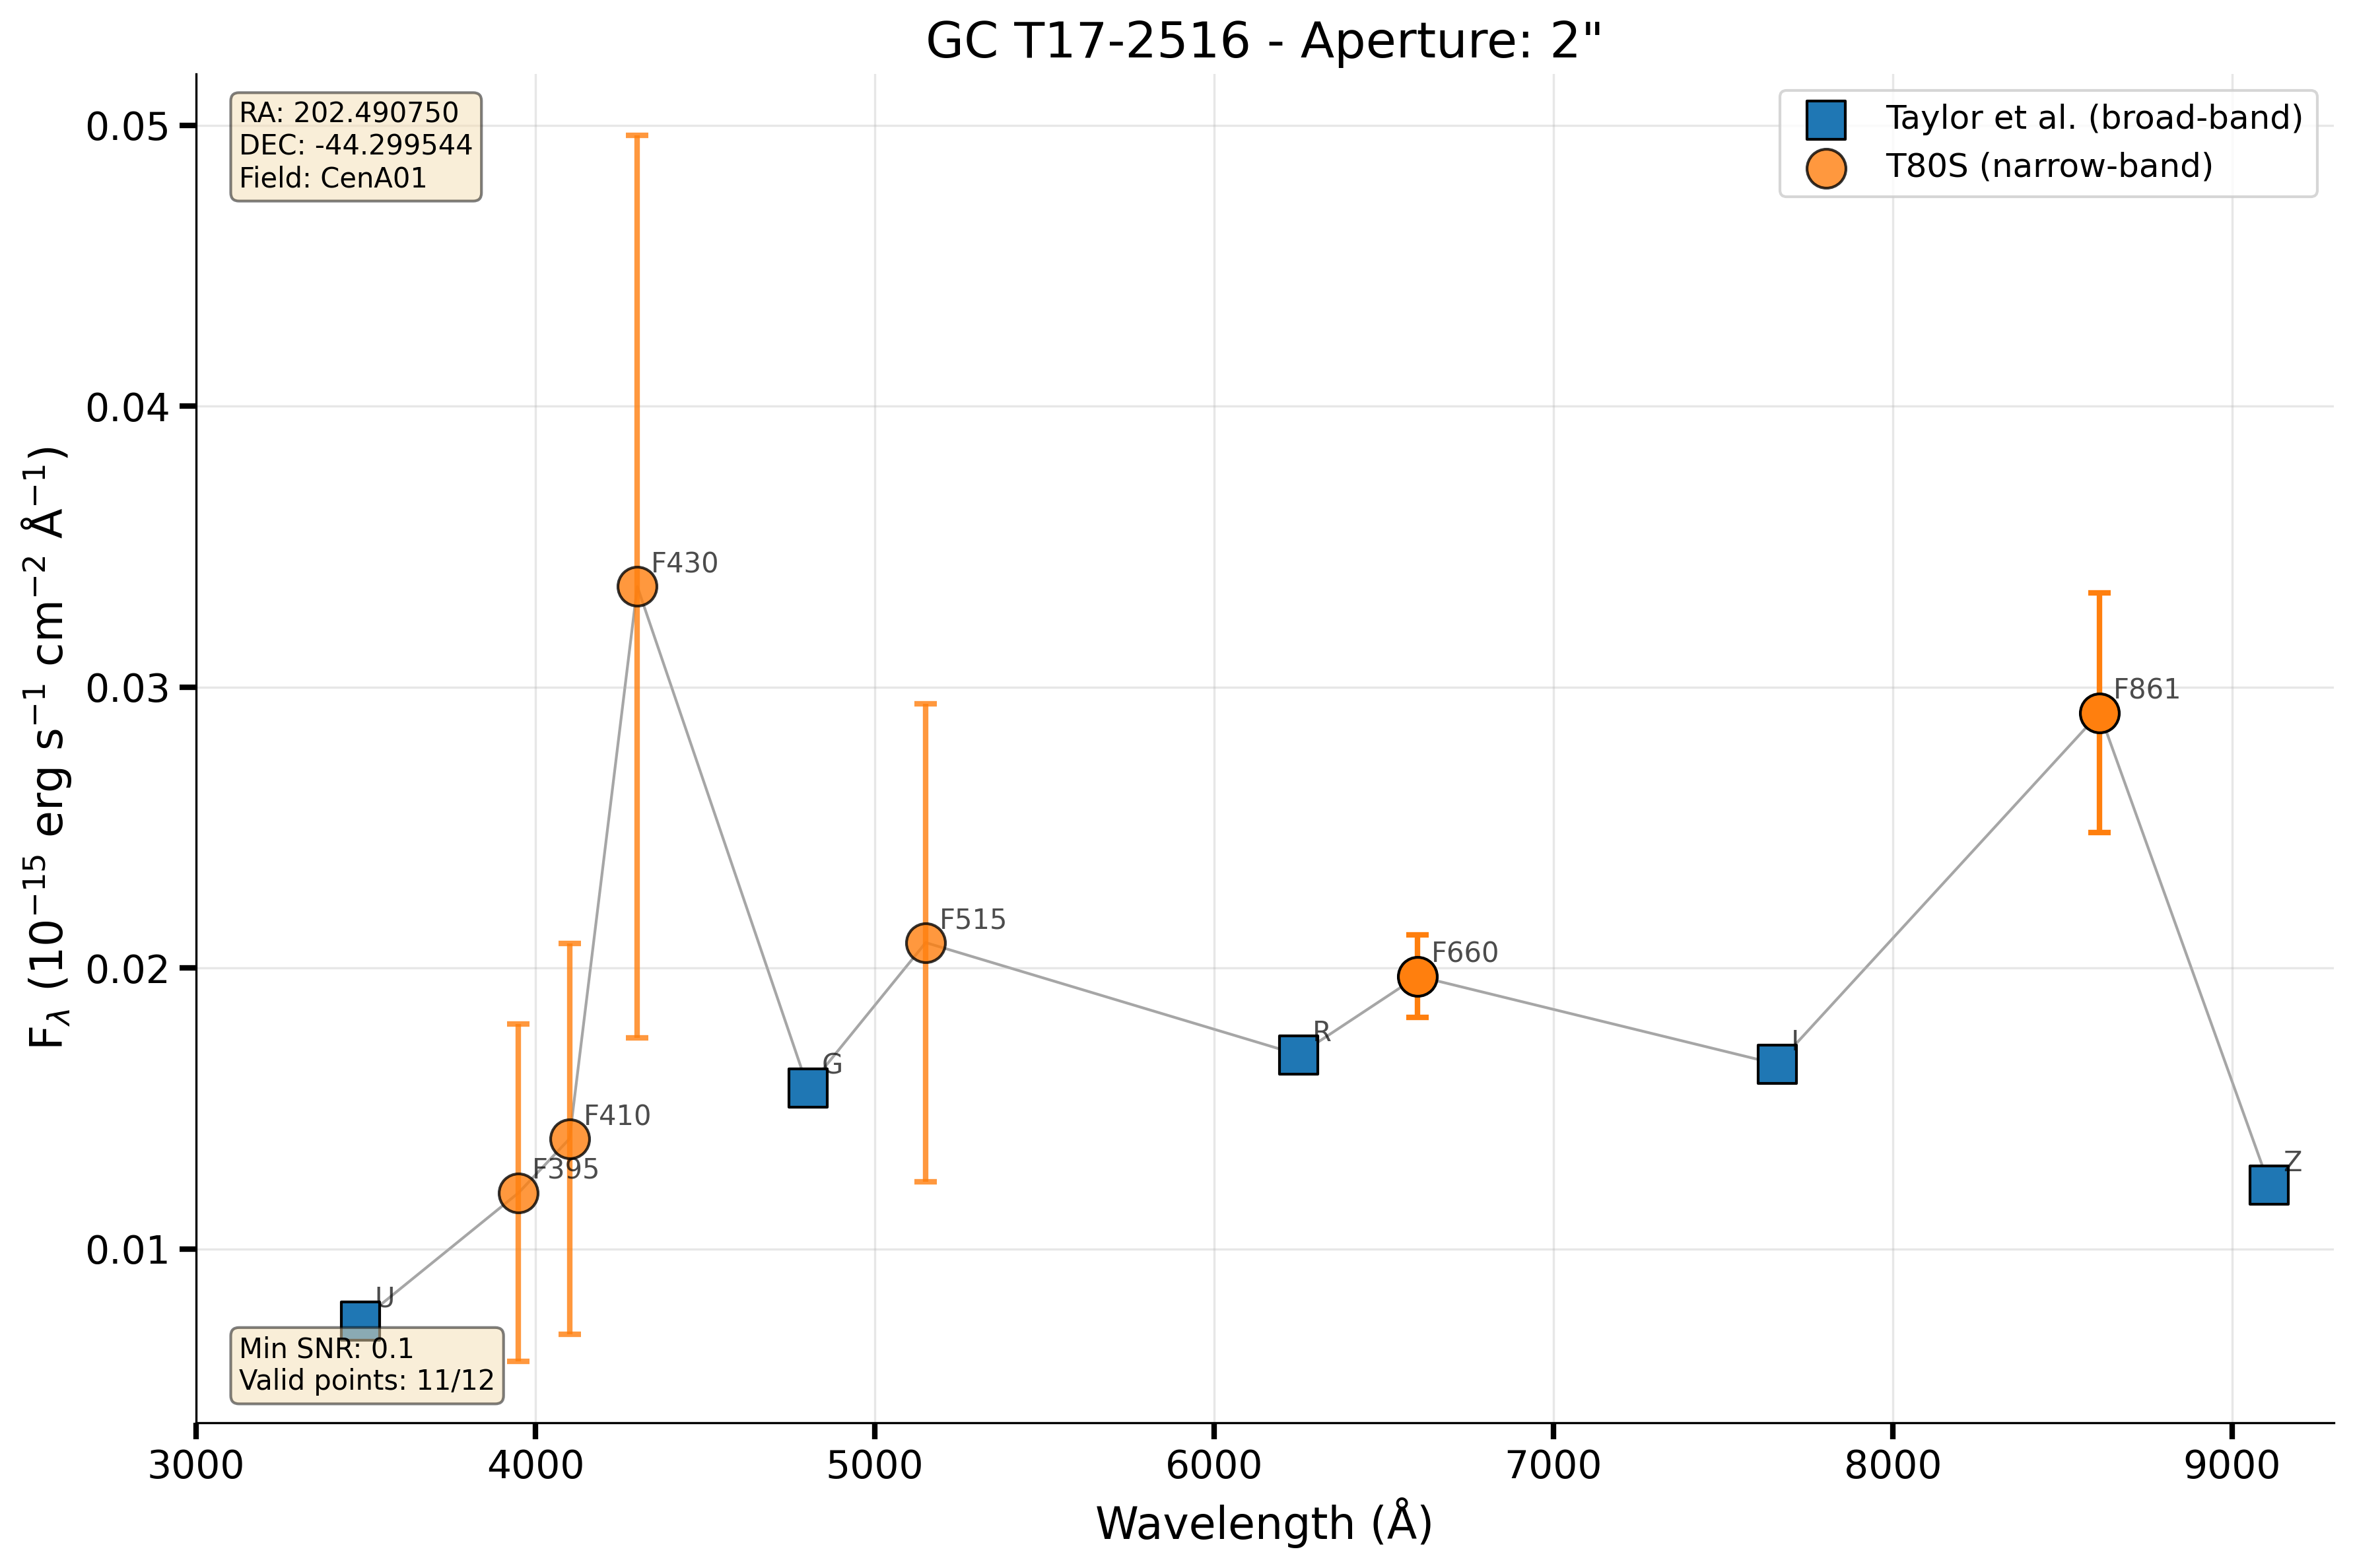 GC T17-2516 - Aperture: 2"
RA: 202.490750
DEC: -44.299544
Field: CenA01
Taylor et al. (broad-band)
T80S (narrow-band)
0.05
0.04
0.03
0.02
0.01
F_λ (10⁻¹⁵ erg s⁻¹ cm⁻² Å⁻¹)
F430
F861
F515
F660
R
I
G
F410
F395
Z
U
Min SNR: 0.1
Valid points: 11/12
3000 4000 5000 6000 7000 8000 9000
Wavelength (Å)